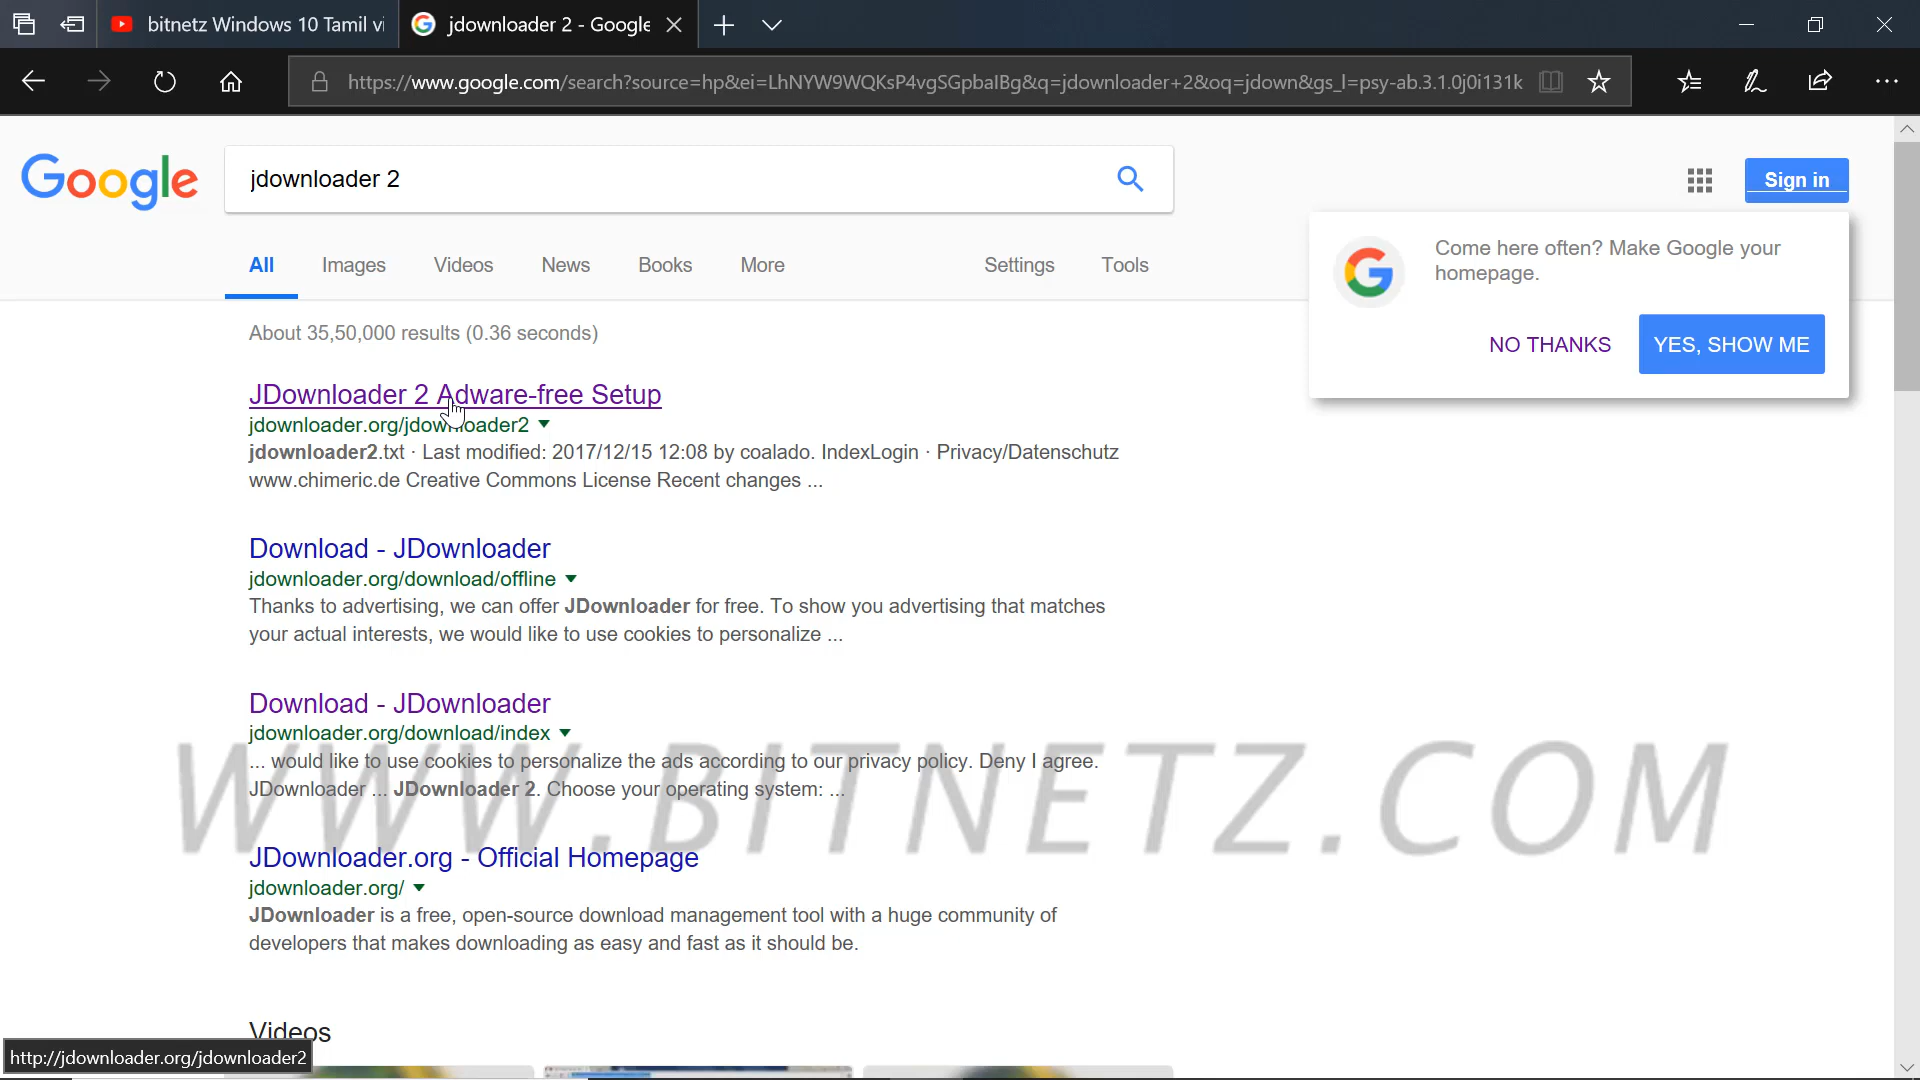 bitnetz Windows 10 Tamil vi
jdownloader 2 - Google
https://www.google.com/search?source=hp&ei=LhNYW9WQKsP4vgSGpbaIBg&q=jdownloader+2&oq=jdown&gs_l=psy-ab.3.1.0j0i131k
Google
jdownloader 2
Sign in
All Images Videos News Books More Settings Tools
Come here often? Make Google your
homepage.
NO THANKS YES, SHOW ME
About 35,50,000 results (0.36 seconds)
JDownloader 2 Adware-free Setup
jdownloader.org/jdownloader2
jdownloader2.txt · Last modified: 2017/12/15 12:08 by coalado. IndexLogin · Privacy/Datenschutz
www.chimeric.de Creative Commons License Recent changes ...
Download - JDownloader
jdownloader.org/download/offline
Thanks to advertising, we can offer JDownloader for free. To show you advertising that matches
your actual interests, we would like to use cookies to personalize ...
Download - JDownloader
jdownloader.org/download/index
... would like to use cookies to personalize the ads according to our privacy policy. Deny I agree.
JDownloader ... JDownloader 2. Choose your operating system: ...
WWW.BITNETZ.COM
JDownloader.org - Official Homepage
jdownloader.org/
JDownloader is a free, open-source download management tool with a huge community of
developers that makes downloading as easy and fast as it should be.
Videos
http://jdownloader.org/jdownloader2